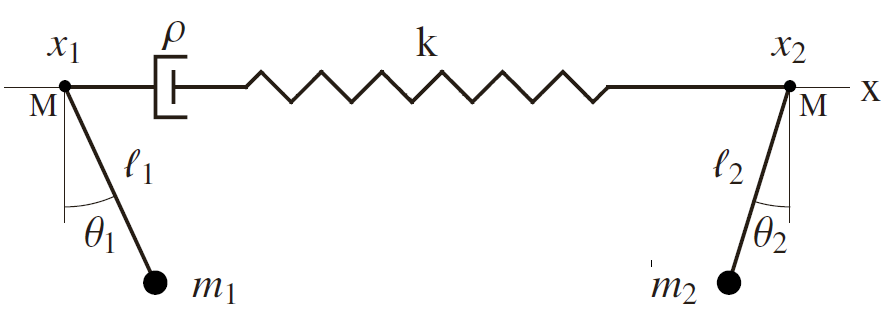 x₁ ρ k x₂
M M x
ℓ₁ ℓ₂
θ₁ θ₂
m₁ m₂